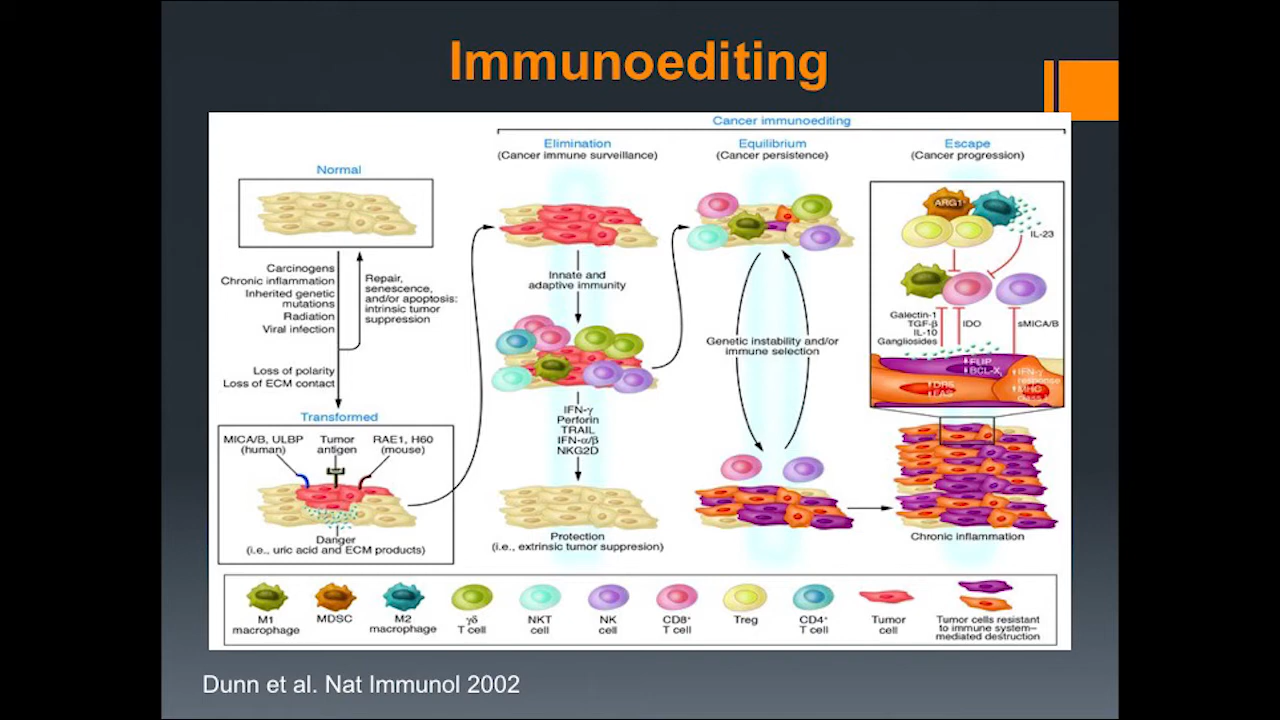 Immunoediting
Cancer immunoediting
Elimination
(Cancer immune surveillance)
Equilibrium
(Cancer persistence)
Escape
(Cancer progression)
Normal
Carcinogens
Chronic inflammation
Inherited genetic
mutations
Radiation
Viral infection
Repair,
senescence,
and/or apoptosis:
intrinsic tumor
suppression
Loss of polarity
Loss of ECM contact
Transformed
MICA/B, ULBP
(human)
Tumor
antigen
RAE1, H60
(mouse)
Danger
(i.e., uric acid and ECM products)
Innate and
adaptive immunity
IFN-γ
Perforin
TRAIL
IFN-α/β
NKG2D
Protection
(i.e., extrinsic tumor suppresion)
Genetic instability and/or
immune selection
ARG1
IL-23
Galectin-1
TGF-β
IL-10
Gangliosides
IDO
sMICA/B
FLIP
BCL-XL
DR5
FAS
IFN-γ
response
MHC
class I
Chronic inflammation
M1
macrophage
MDSC
M2
macrophage
γδ
T cell
NKT
cell
NK
cell
CD8+
T cell
Treg
CD4+
T cell
Tumor
cell
Tumor cells resistant
to immune system–
mediated destruction
Dunn et al. Nat Immunol 2002